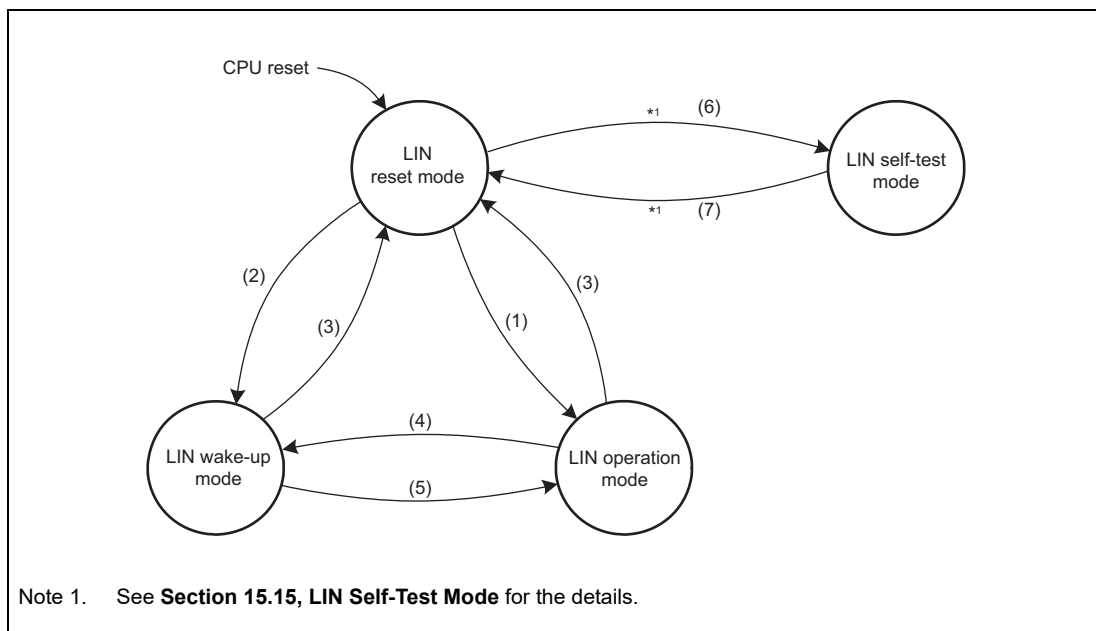 CPU reset
LIN
reset mode
*1 (6)
LIN self-test
mode
*1 (7)
(2)
(3)
(1)
(3)
LIN wake-up
mode
(4)
(5)
LIN operation
mode
Note 1. See Section 15.15, LIN Self-Test Mode for the details.